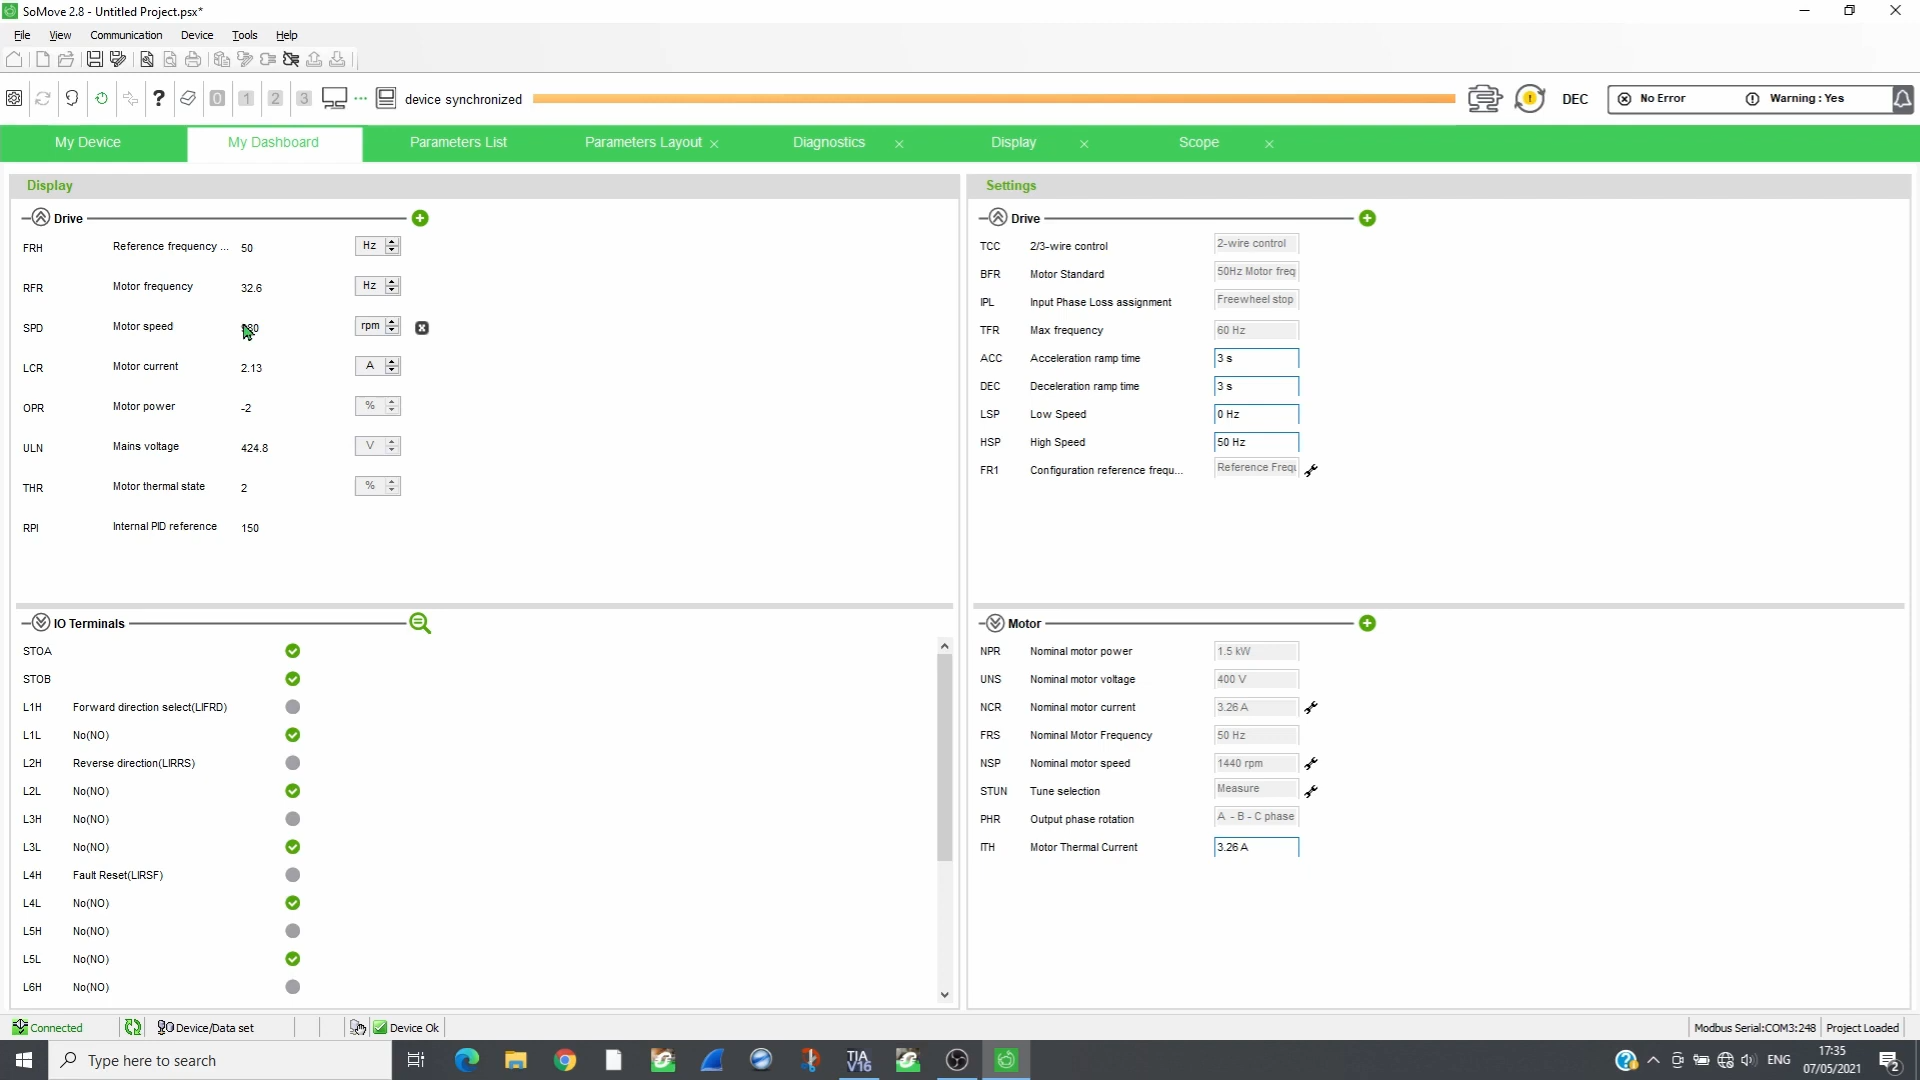 SoMove 2.8 - Untitled Project.psx*
File View Communication Device Tools Help
? 0 1 2 3 device synchronized DEC No Error Warning : Yes
My Device My Dashboard Parameters List Parameters Layout Diagnostics Display Scope
Display
Drive
FRH Reference frequency ... 50 Hz
RFR Motor frequency 32.6 Hz
SPD Motor speed rpm
LCR Motor current 2.13 A
OPR Motor power -2 %
ULN Mains voltage 424.8 V
THR Motor thermal state 2 %
RPI Internal PID reference 150
IO Terminals
STOA
STOB
L1H Forward direction select(LIFRD)
L1L No(NO)
L2H Reverse direction(LIRRS)
L2L No(NO)
L3H No(NO)
L3L No(NO)
L4H Fault Reset(LIRSF)
L4L No(NO)
L5H No(NO)
L5L No(NO)
L6H No(NO)
Settings
Drive
TCC 2/3-wire control 2-wire control
BFR Motor Standard 50Hz Motor freq
IPL Input Phase Loss assignment Freewheel stop
TFR Max frequency 60 Hz
ACC Acceleration ramp time 3 s
DEC Deceleration ramp time 3 s
LSP Low Speed 0 Hz
HSP High Speed 50 Hz
FR1 Configuration reference frequ... Reference Frequ
Motor
NPR Nominal motor power 1.5 kW
UNS Nominal motor voltage 400 V
NCR Nominal motor current 3.26 A
FRS Nominal Motor Frequency 50 Hz
NSP Nominal motor speed 1440 rpm
STUN Tune selection Measure
PHR Output phase rotation A - B - C phase
ITH Motor Thermal Current 3.26 A
Connected Device/Data set Device Ok Modbus Serial:COM3:248 Project Loaded
Type here to search TIA V16 ENG 17:35
07/05/2021 2